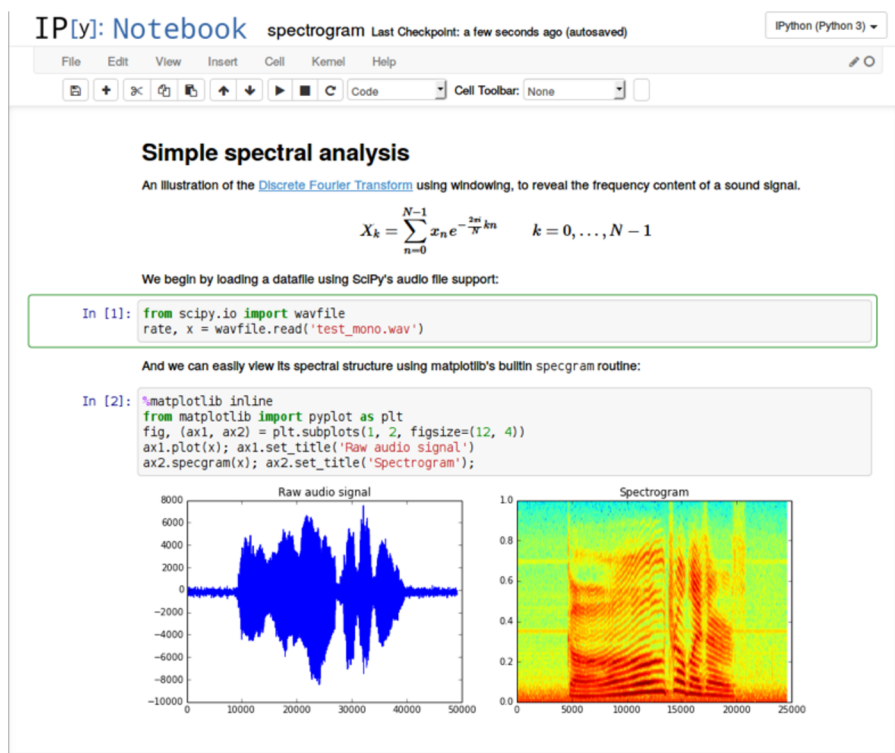 IP[y]: Notebook spectrogram Last Checkpoint: a few seconds ago (autosaved)
IPython (Python 3)
File Edit View Insert Cell Kernel Help
Code Cell Toolbar: None
Simple spectral analysis
An illustration of the Discrete Fourier Transform using windowing, to reveal the frequency content of a sound signal.
X_k = \sum_{n=0}^{N-1} x_n e^{-\frac{2\pi i}{N} kn} k = 0, \ldots, N - 1
We begin by loading a datafile using SciPy's audio file support:
In [1]: from scipy.io import wavfile
rate, x = wavfile.read('test_mono.wav')
And we can easily view its spectral structure using matplotlib's builtin specgram routine:
In [2]: %matplotlib inline
from matplotlib import pyplot as plt
fig, (ax1, ax2) = plt.subplots(1, 2, figsize=(12, 4))
ax1.plot(x); ax1.set_title('Raw audio signal')
ax2.specgram(x); ax2.set_title('Spectrogram');
Raw audio signal
8000
6000
4000
2000
0
−2000
−4000
−6000
−8000
−10000
0 10000 20000 30000 40000 50000
Spectrogram
1.0
0.8
0.6
0.4
0.2
0.0
0 5000 10000 15000 20000 25000